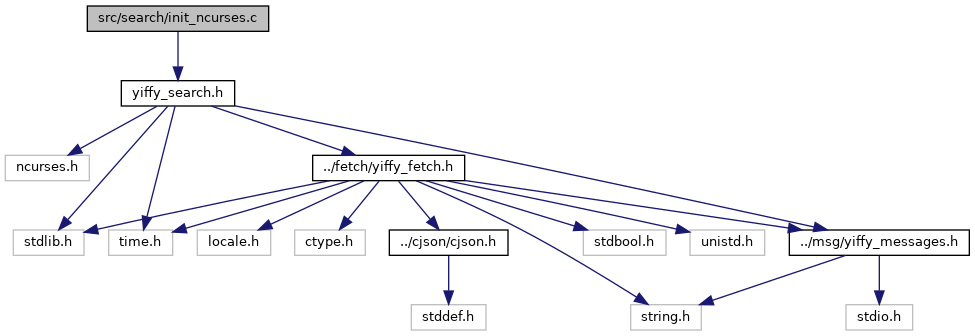 src/search/init_ncurses.c
yiffy_search.h
ncurses.h
../fetch/yiffy_fetch.h
stdlib.h
time.h
locale.h
ctype.h
../cjson/cjson.h
stdbool.h
unistd.h
../msg/yiffy_messages.h
stddef.h
string.h
stdio.h